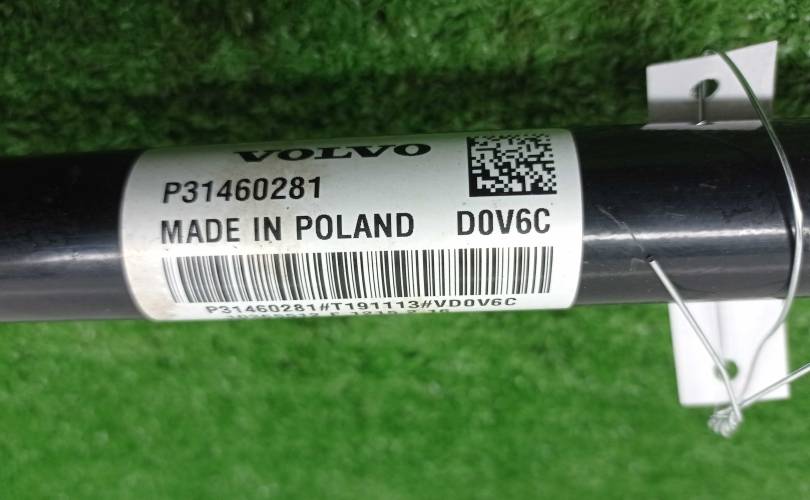 VOLVO
P31460281
MADE IN POLAND D0V6C
P31460281#T191113#VD0V6C